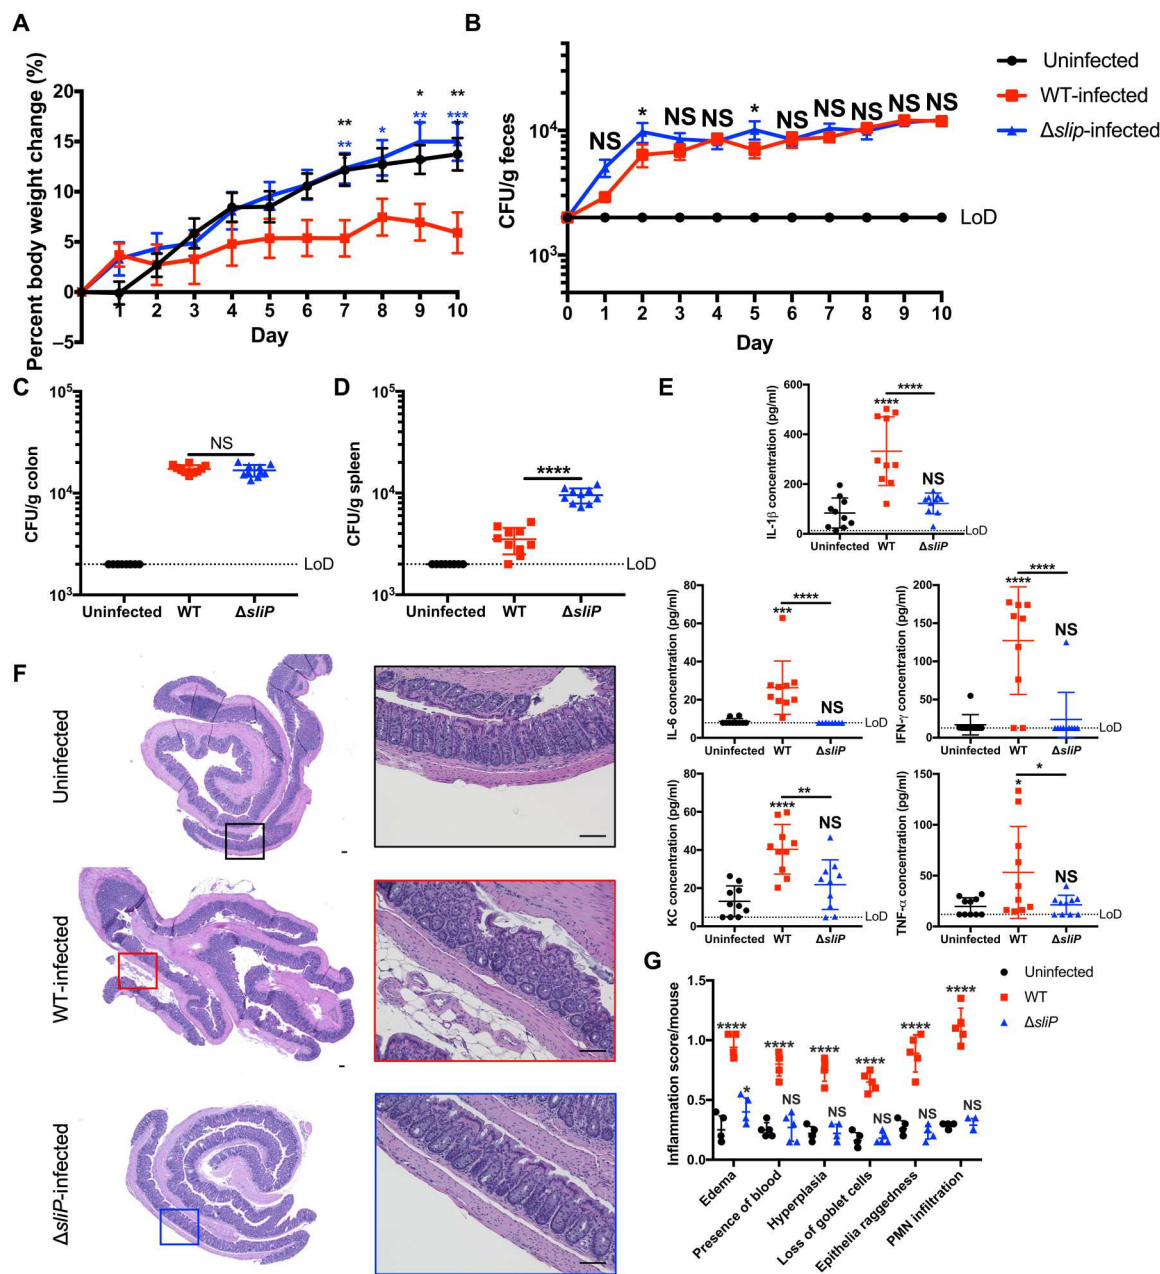 A
Percent body weight change (%)
20
15
10
5
0
–5
*
**
**
**
***
*
**
*
**
*
1
2
3
4
5
6
7
8
9
10
Day
B
CFU/g feces
10⁴
10³
NS
*
NS
NS
*
NS
NS
NS
NS
NS
LoD
0
1
2
3
4
5
6
7
8
9
10
Day
Uninfected
WT-infected
Δslip-infected
C
CFU/g colon
10⁵
10⁴
10³
NS
LoD
Uninfected
WT
ΔsliP
D
CFU/g spleen
10⁵
10⁴
10³
****
LoD
Uninfected
WT
ΔsliP
E
IL-1β concentration (pg/ml)
600
400
200
0
****
****
NS
LoD
Uninfected
WT
ΔsliP
IL-6 concentration (pg/ml)
80
60
40
20
0
****
***
NS
LoD
Uninfected
WT
ΔsliP
IFN-γ concentration (pg/ml)
200
150
100
50
0
****
****
NS
LoD
Uninfected
WT
ΔsliP
KC concentration (pg/ml)
80
60
40
20
0
**
****
NS
LoD
Uninfected
WT
ΔsliP
TNF-α concentration (pg/ml)
150
100
50
0
*
*
NS
LoD
Uninfected
WT
ΔsliP
F
Uninfected
WT-infected
ΔsliP-infected
G
Inflammation score/mouse
1.5
1.0
0.5
0.0
****
*
****
NS
****
NS
****
NS
****
NS
****
NS
Uninfected
WT
ΔsliP
Edema
Presence of blood
Hyperplasia
Loss of goblet cells
Epithelia raggedness
PMN infiltration